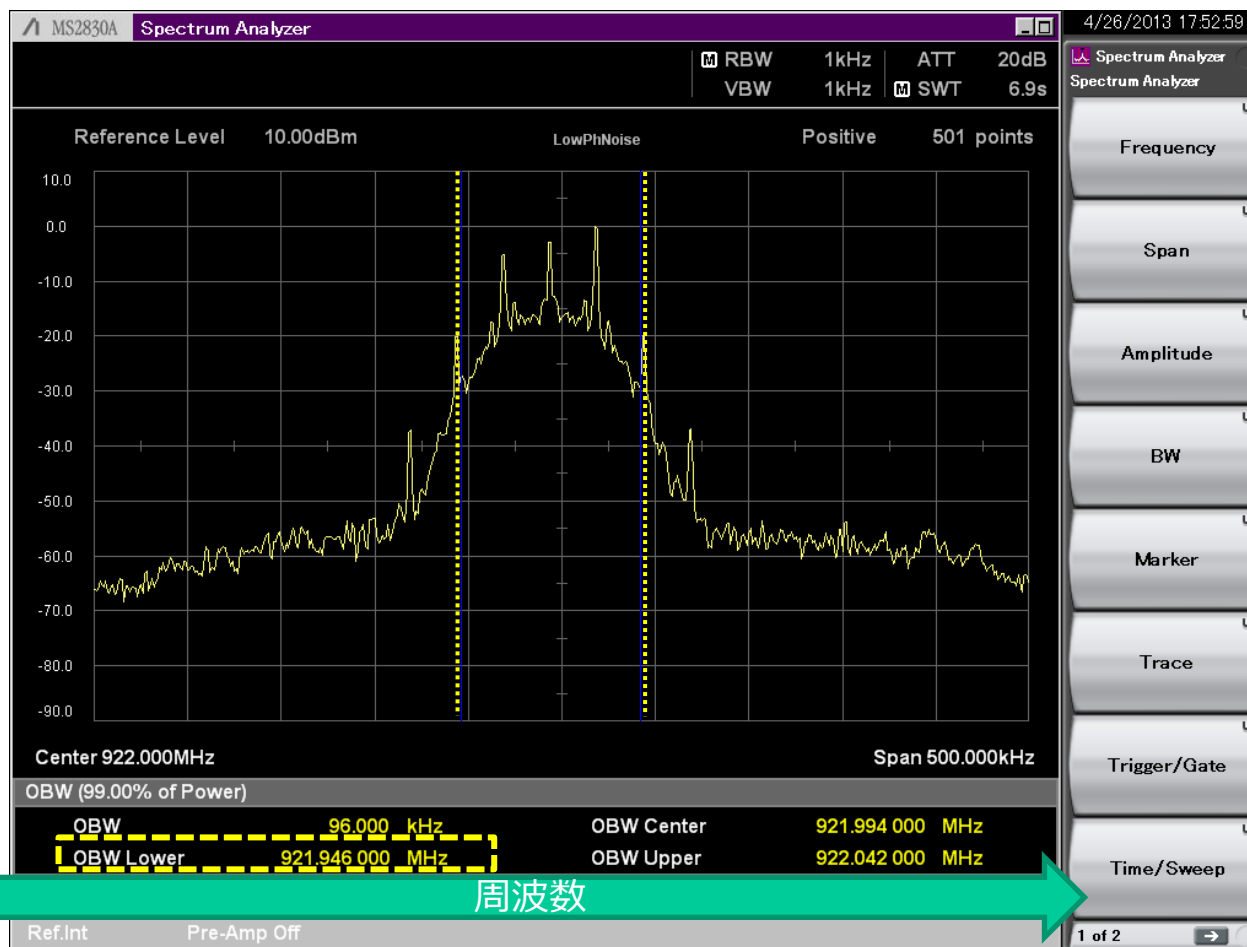 MS2830A Spectrum Analyzer
4/26/2013 17:52:59
M RBW 1kHz ATT 20dB
VBW 1kHz M SWT 6.9s
Spectrum Analyzer
Spectrum Analyzer
Reference Level 10.00dBm LowPhNoise Positive 501 points
10.0
0.0
-10.0
-20.0
-30.0
-40.0
-50.0
-60.0
-70.0
-80.0
-90.0
Center 922.000MHz Span 500.000kHz
OBW (99.00% of Power)
OBW 96.000 kHz OBW Center 921.994 000 MHz
OBW Lower 921.946 000 MHz OBW Upper 922.042 000 MHz
周波数
Ref.Int Pre-Amp Off
Frequency
Span
Amplitude
BW
Marker
Trace
Trigger/Gate
Time/Sweep
1 of 2